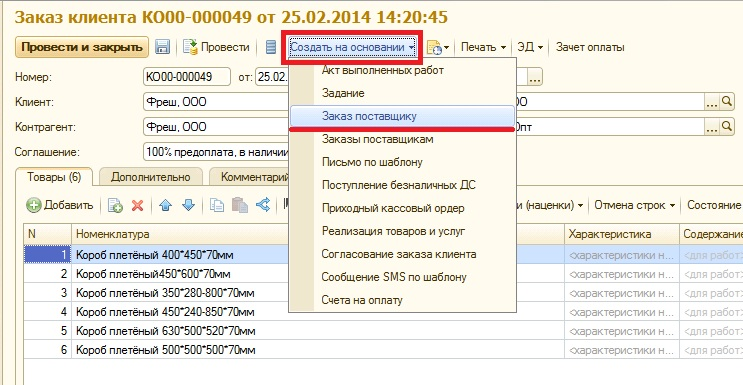 Заказ клиента КО00-000049 от 25.02.2014 14:20:45
Провести и закрыть Провести Создать на основании Печать ЭД Зачет оплаты
Номер: КО00-000049 от: 25.02.
Клиент: Фреш, ООО ОО
Контрагент: Фреш, ООО Опт
Соглашение: 100% предоплата, в наличии
Акт выполненных работ
Задание
Заказ поставщику
Заказы поставщикам
Письмо по шаблону
Поступление безналичных ДС
Приходный кассовый ордер
Реализация товаров и услуг
Согласование заказа клиента
Сообщение SMS по шаблону
Счета на оплату
Товары (6) Дополнительно Комментарий
Добавить и (наценки) Отмена строк Состояние
N Номенклатура Характеристика Содержание
1 Короб плетёный 400*450*70мм <характеристики н... <для работ>
2 Короб плетёный450*600*70мм <характеристики н... <для работ>
3 Короб плетёный 350*280-800*70мм <характеристики н... <для работ>
4 Короб плетёный 450*240-850*70мм <характеристики н... <для работ>
5 Короб плетёный 630*500*520*70мм <характеристики н... <для работ>
6 Короб плетёный 500*500*500*70мм <характеристики н... <для работ>